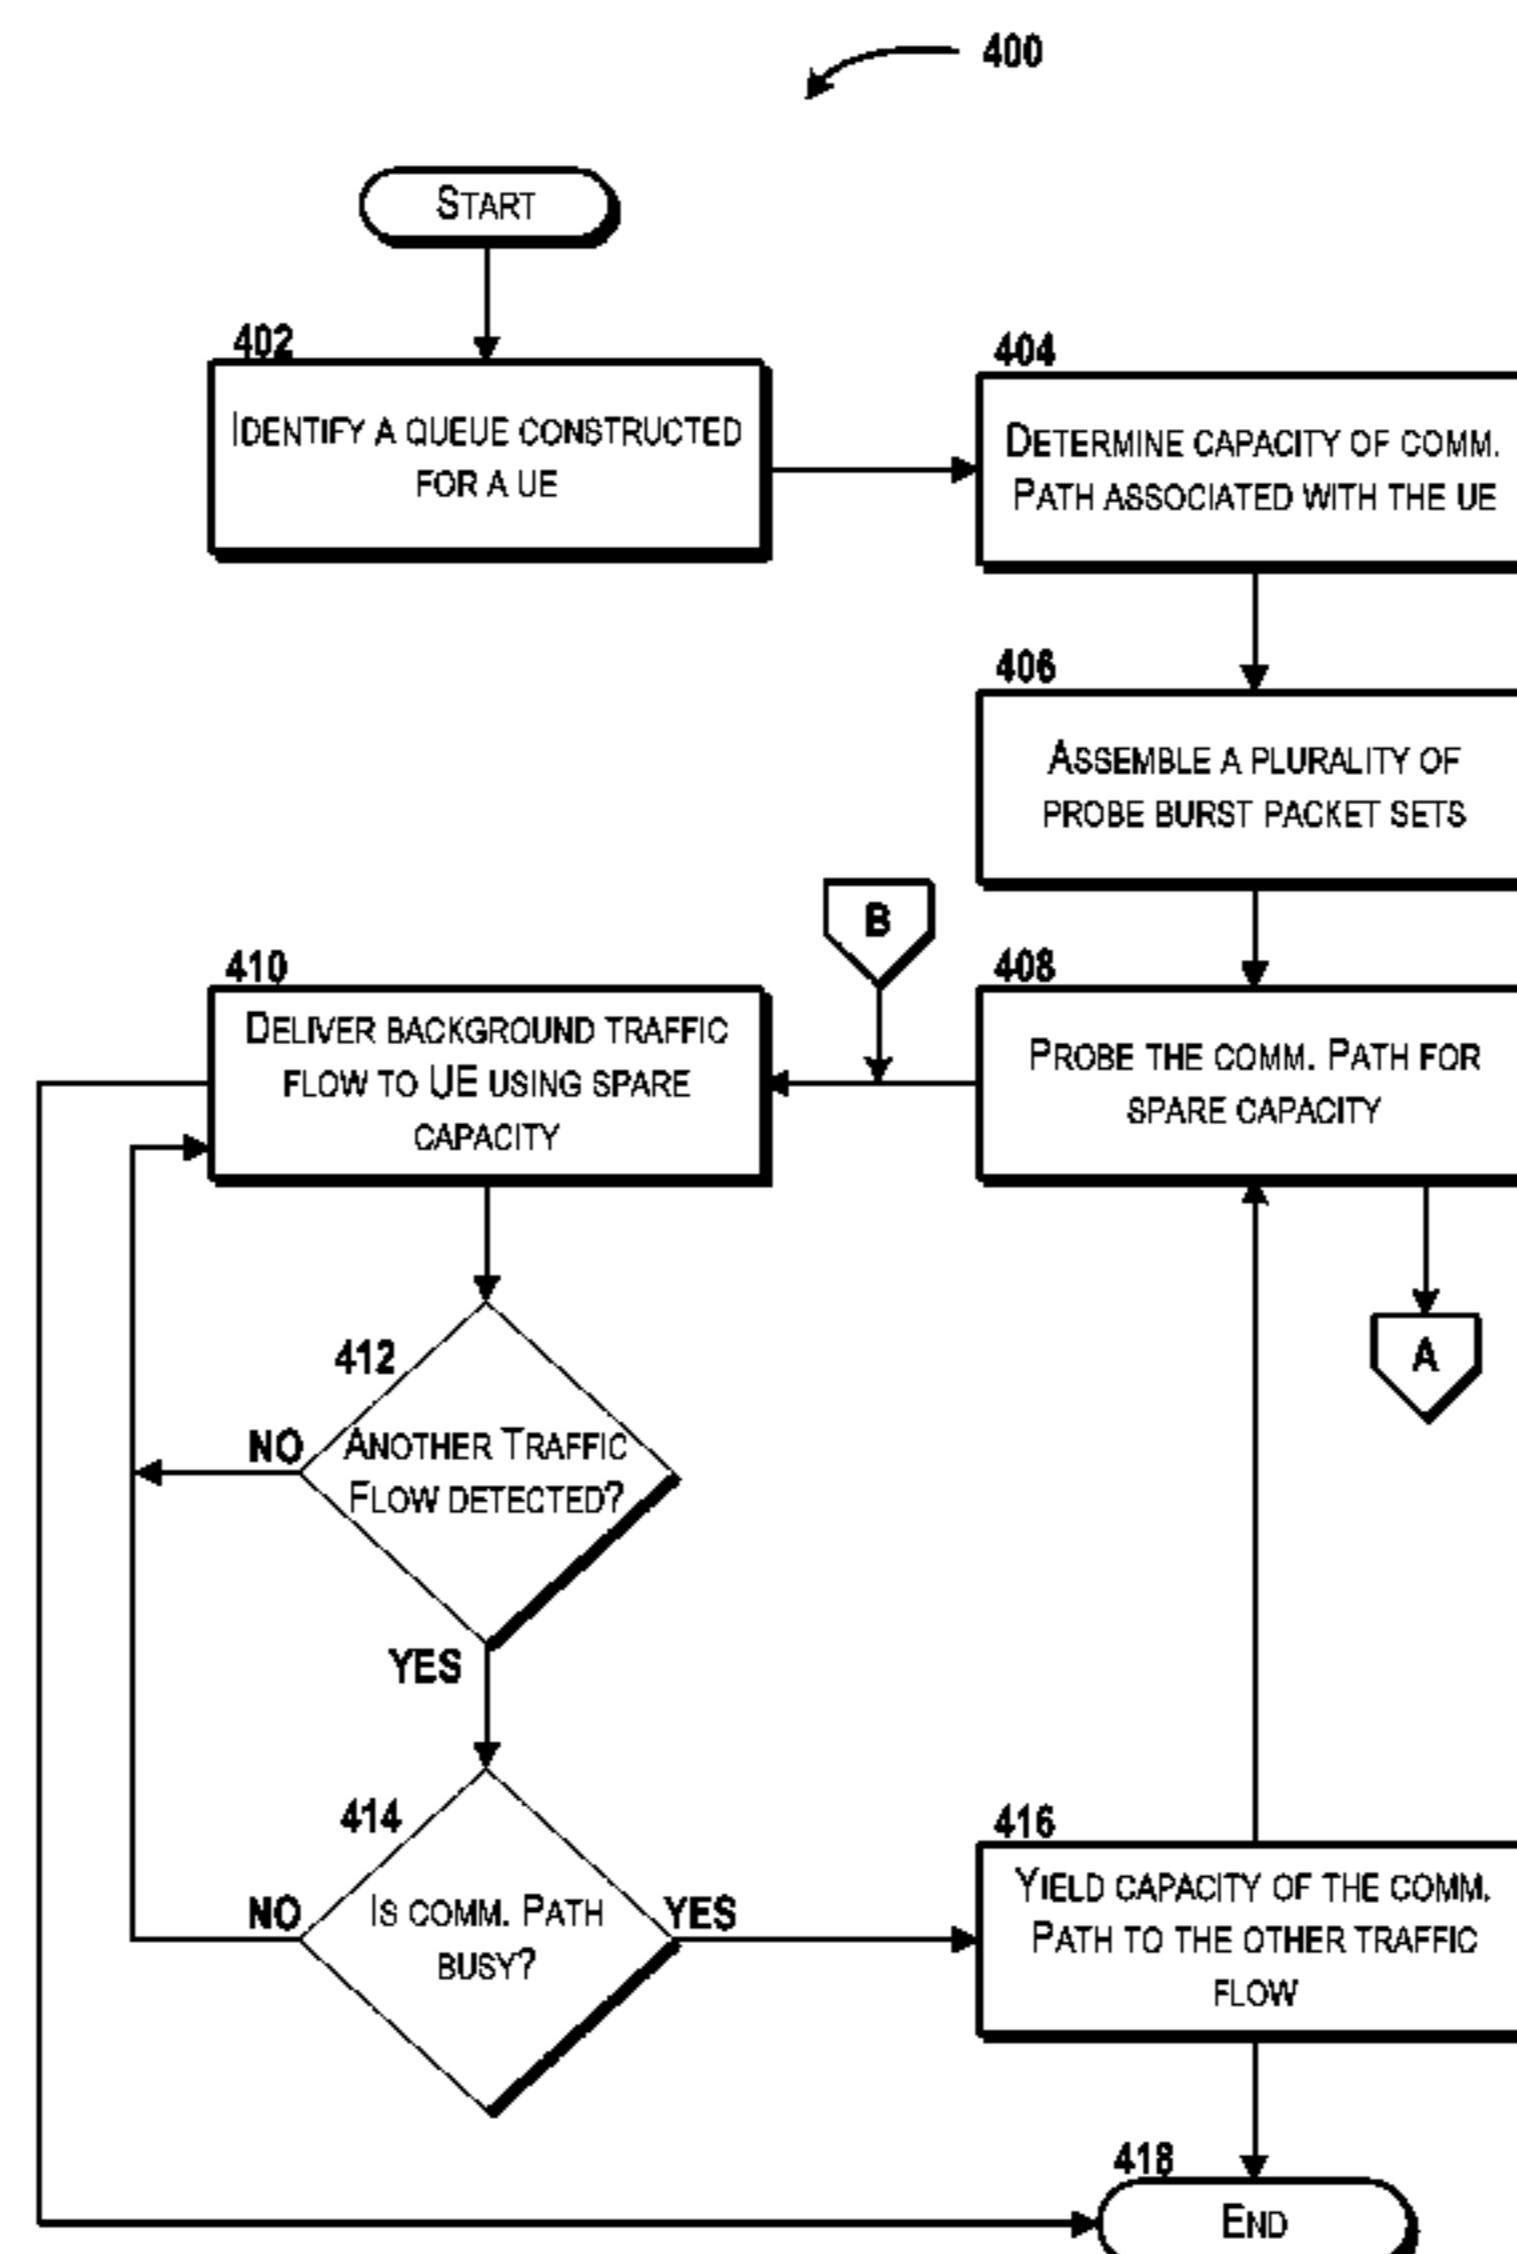 400
START
402
IDENTIFY A QUEUE CONSTRUCTED
FOR A UE
404
DETERMINE CAPACITY OF COMM.
PATH ASSOCIATED WITH THE UE
406
ASSEMBLE A PLURALITY OF
PROBE BURST PACKET SETS
B
408
PROBE THE COMM. PATH FOR
SPARE CAPACITY
410
DELIVER BACKGROUND TRAFFIC
FLOW TO UE USING SPARE
CAPACITY
A
412
NO
ANOTHER TRAFFIC
FLOW DETECTED?
YES
414
NO
IS COMM. PATH
BUSY?
YES
416
YIELD CAPACITY OF THE COMM.
PATH TO THE OTHER TRAFFIC
FLOW
418
END